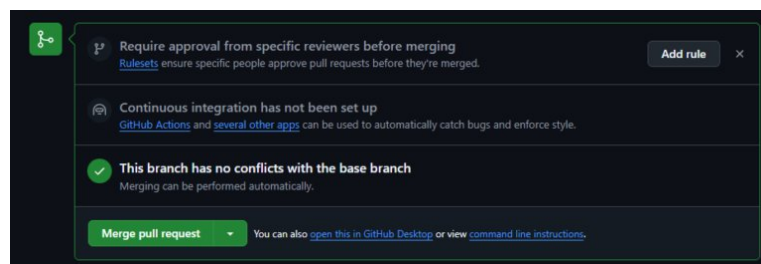 Require approval from specific reviewers before merging
Rulesets ensure specific people approve pull requests before they're merged.
Add rule
Continuous integration has not been set up
GitHub Actions and several other apps can be used to automatically catch bugs and enforce style.
This branch has no conflicts with the base branch
Merging can be performed automatically.
Merge pull request
You can also open this in GitHub Desktop or view command line instructions.